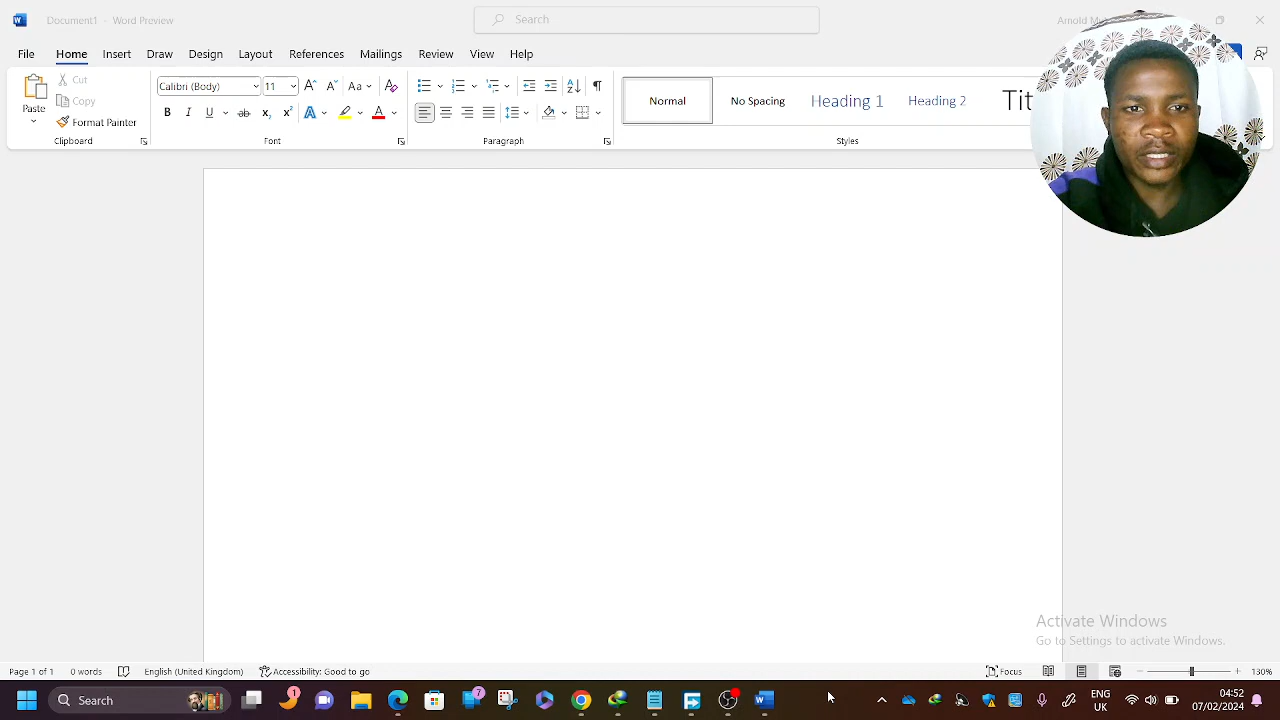 Document1 - Word Preview
Search
Arnold M
File Home Insert Draw Design Layout References Mailings Review View Help
Paste
Cut
Copy
Format Painter
Clipboard
Calibri (Body) 11
Font
Paragraph
Normal
No Spacing
Heading 1
Heading 2
Tit
Styles
Activate Windows
Go to Settings to activate Windows.
Page 1 of 1 0 words English (United Kingdom) Accessibility: Good to go Focus 130%
Search
ENG
UK
04:52
07/02/2024